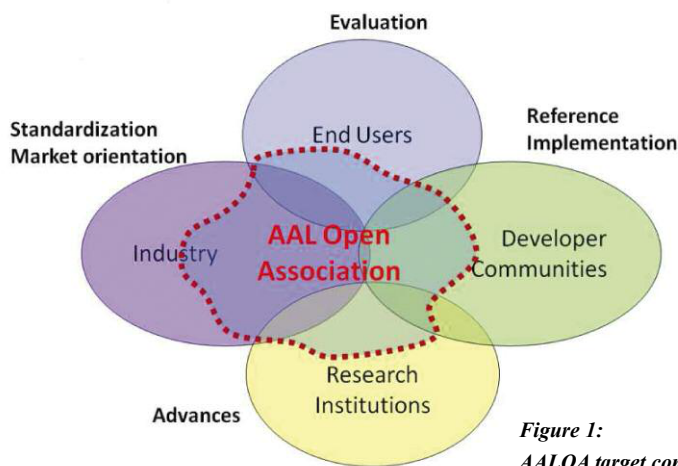 Evaluation
End Users
Reference
Implementation
Standardization
Market orientation
AAL Open
Association
Industry
Developer
Communities
Research
Institutions
Advances
Figure 1: